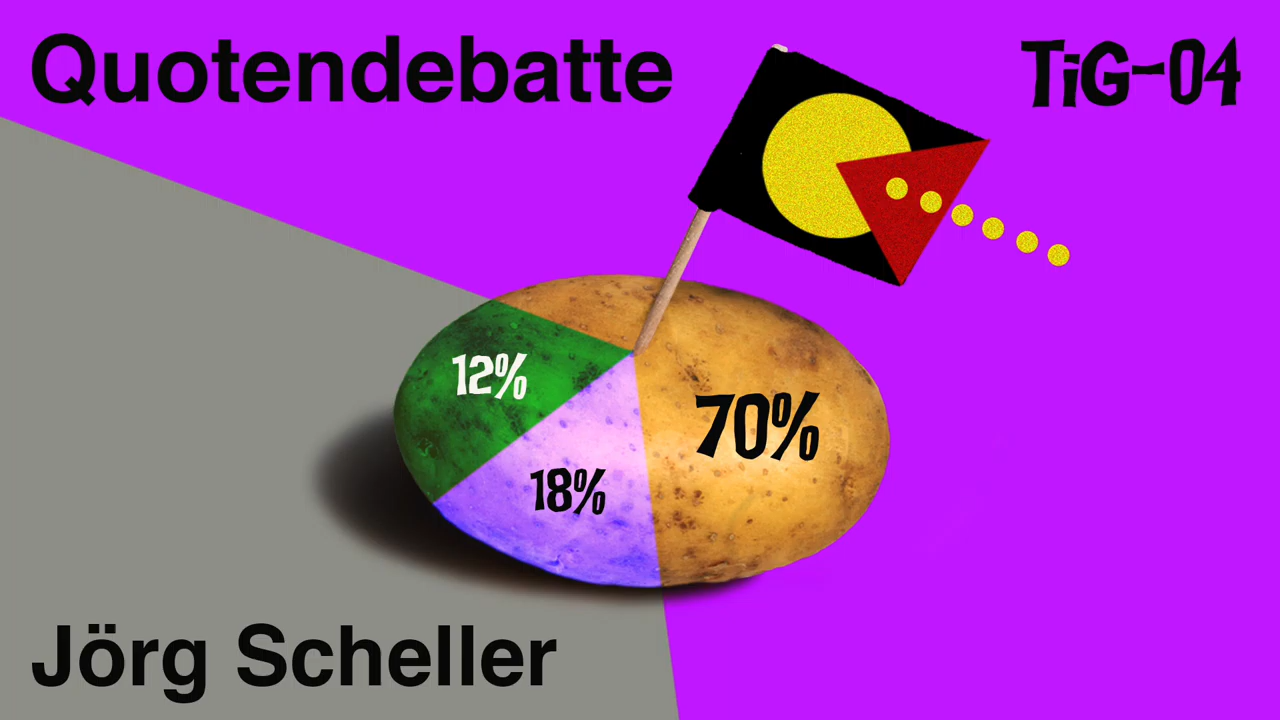 Quotendebatte
TiG-04
12%
70%
18%
Jörg Scheller